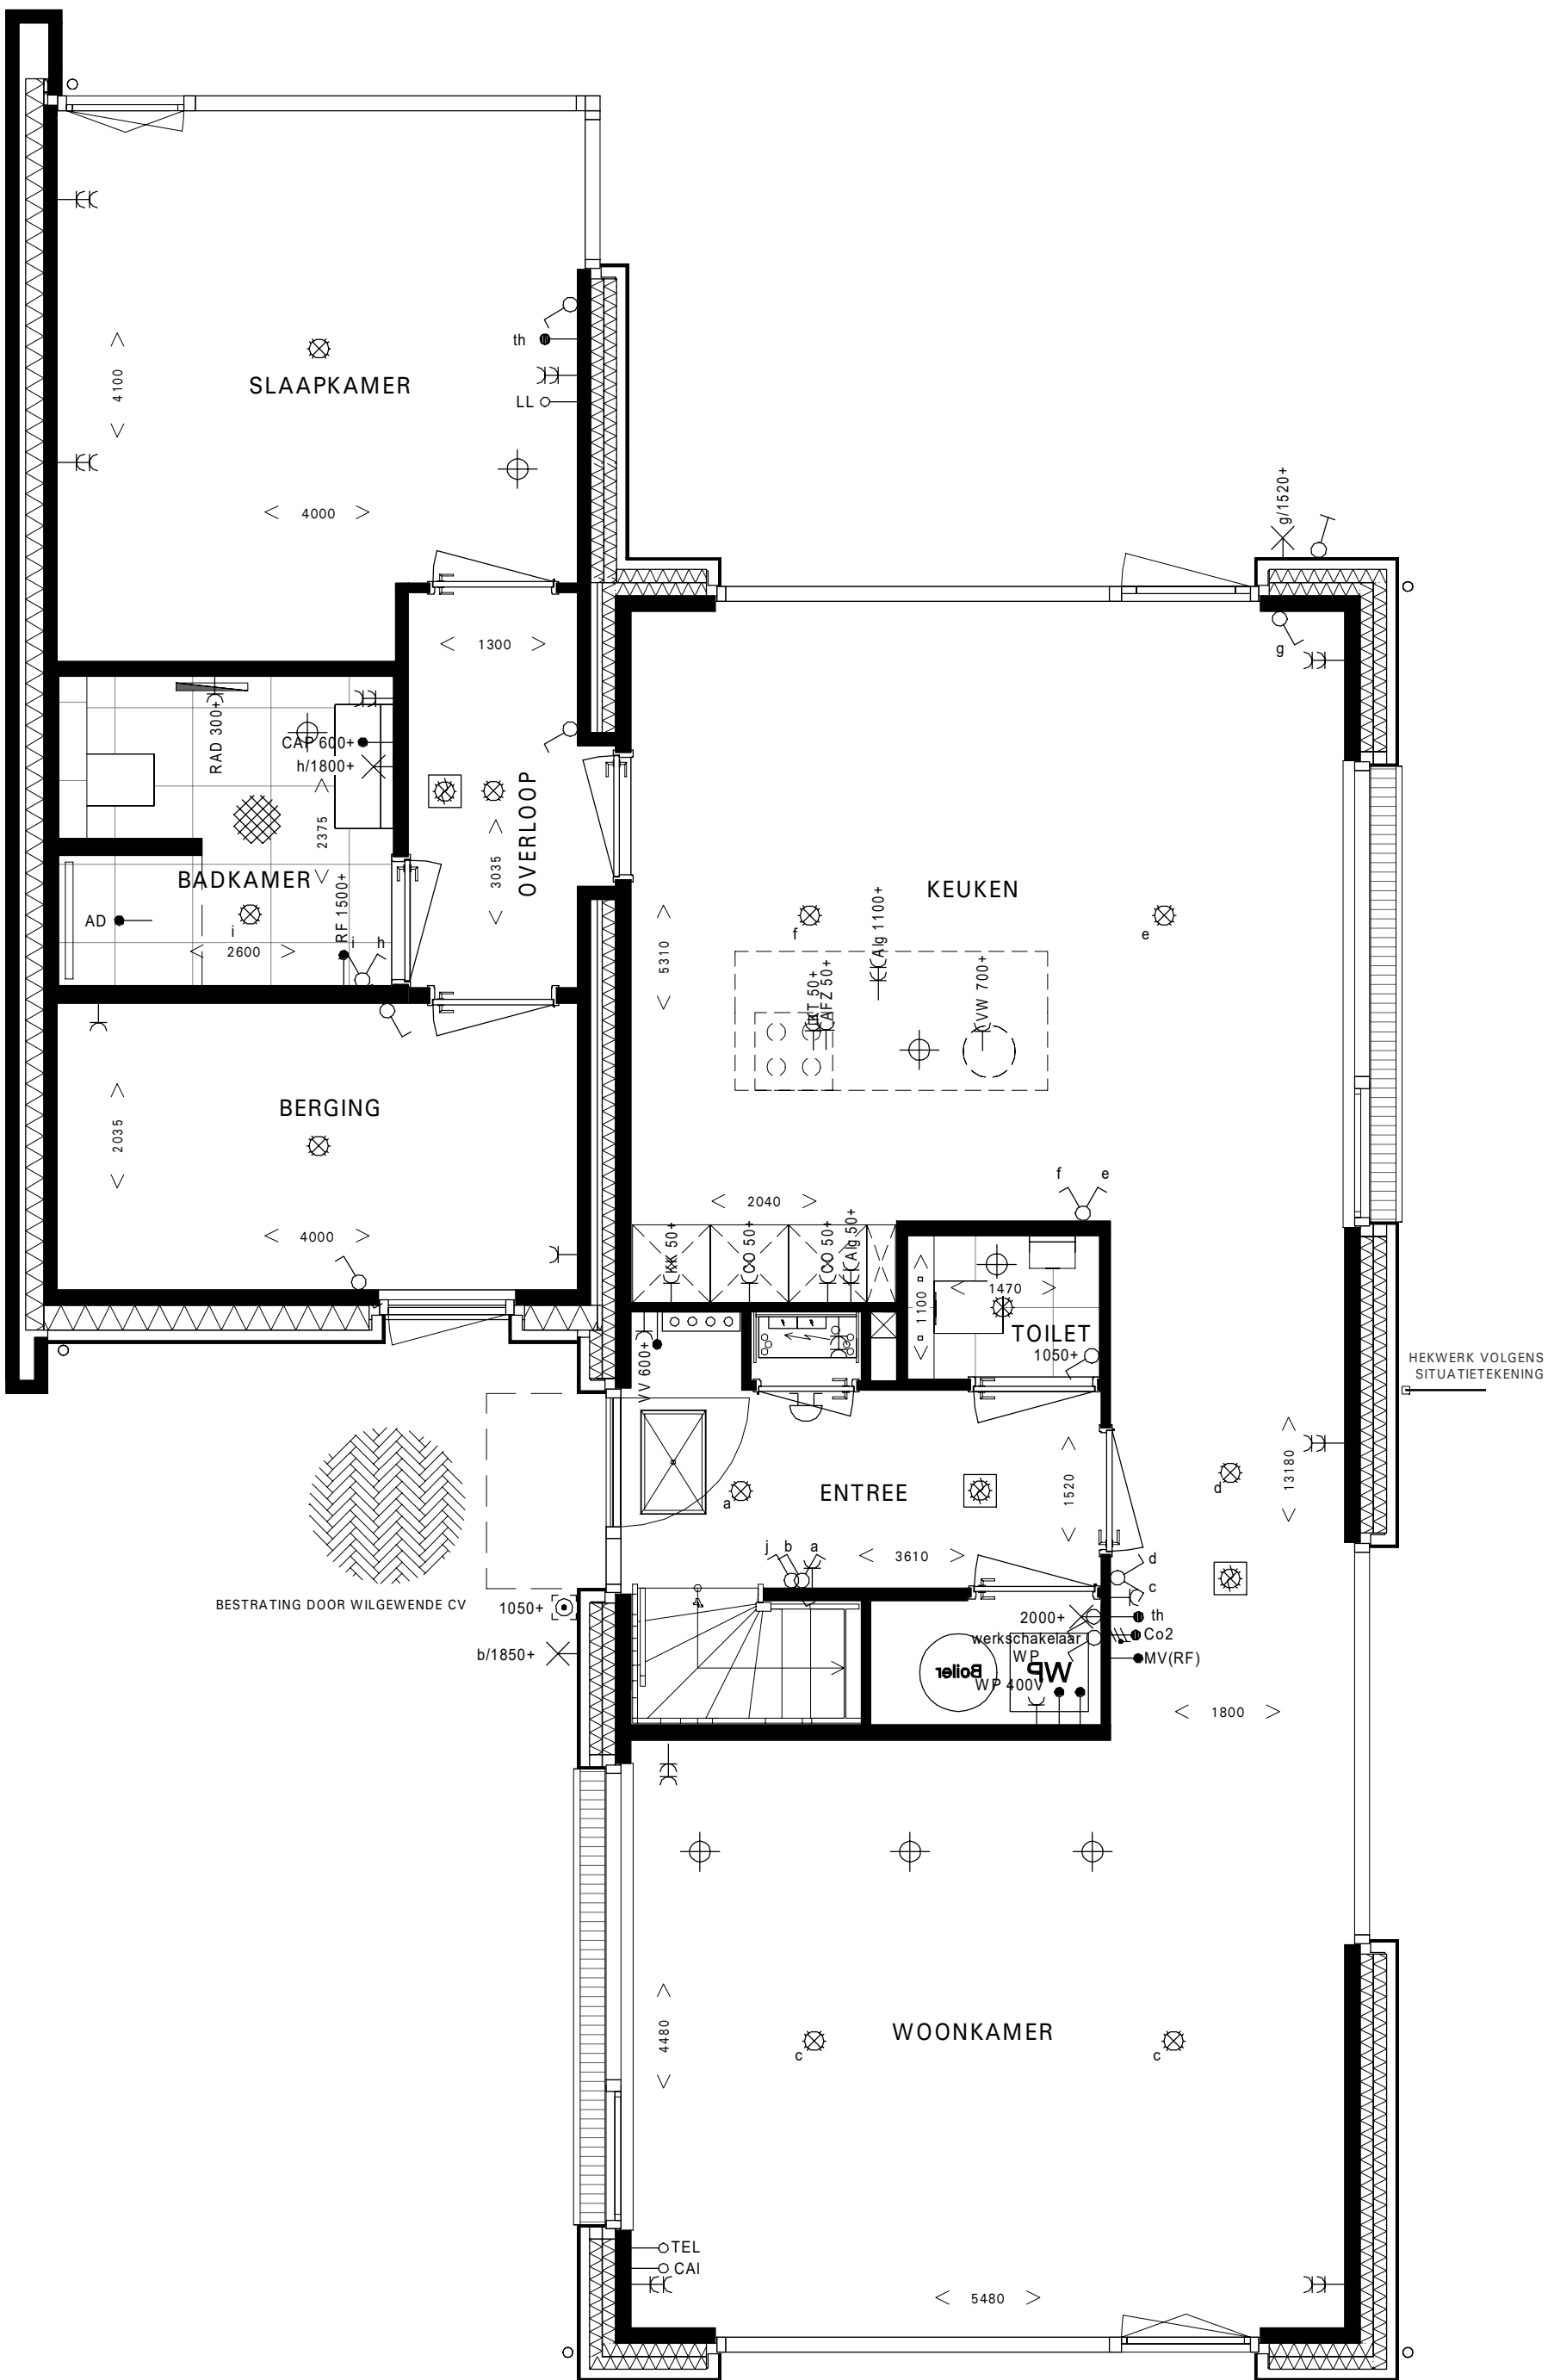 g/1520+
th
LL
4100
SLAAPKAMER
4000
1300
g
RAD 300+
CAP 600+
h/1800+
2375
OVERLOOP
3035
BADKAMER
RF 1500+
AD
i
2600
i
h
KEUKEN
f
e
Alg 1100+
5310
KT 50+
AFZ 50+
VW 700+
BERGING
2035
4000
f
e
2040
KK 50+
CO 50+
CO 50+
Alg 50+
1100
1470
TOILET
1050+
VV 600+
HEKWERK VOLGENS
SITUATIETEKENING
ENTREE
a
1520
d
13180
j
b
a
3610
d
c
BESTRATING DOOR WILGEWENDE CV
1050+
b/1850+
A
2000+
th
werkschakelaar
WP
Co2
MV(RF)
Boiler
WP
WP 400V
1800
4480
WOONKAMER
c
c
TEL
CAI
5480